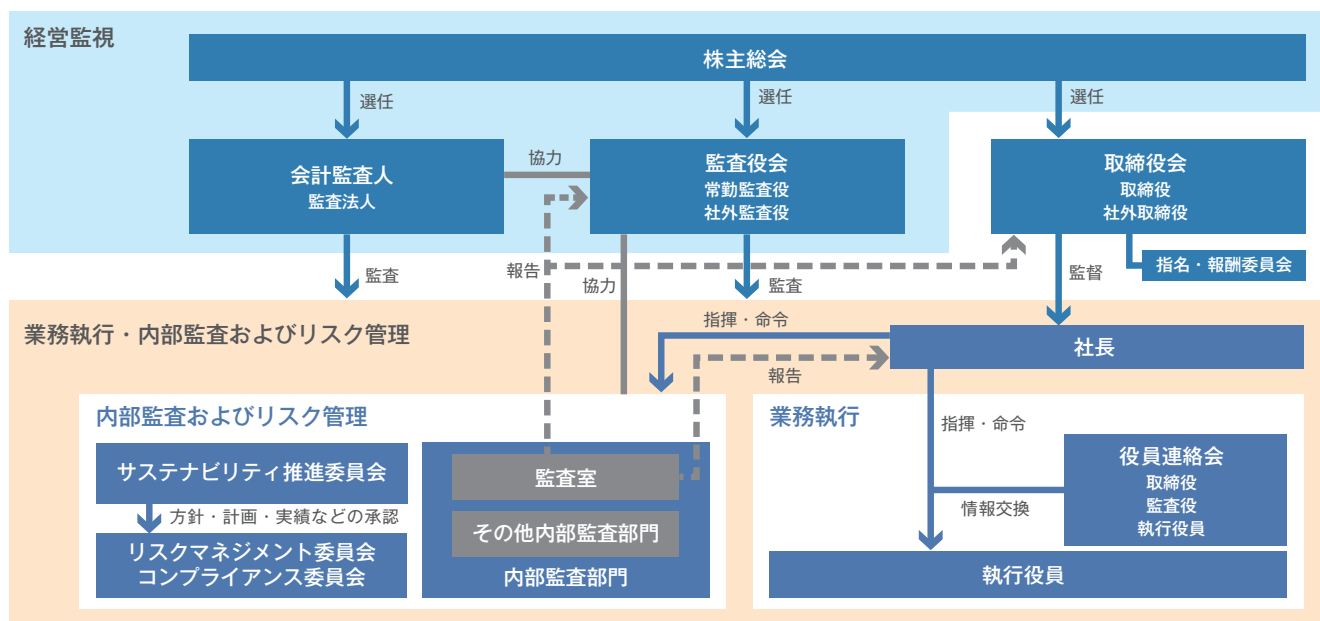 経営監視
株主総会
選任
選任
選任
会計監査人
監査法人
協力
監査役会
常勤監査役
社外監査役
取締役会
取締役
社外取締役
指名・報酬委員会
監査
報告
協力
監査
監督
業務執行・内部監査およびリスク管理
指揮・命令
社長
報告
内部監査およびリスク管理
サステナビリティ推進委員会
方針・計画・実績などの承認
リスクマネジメント委員会
コンプライアンス委員会
監査室
その他内部監査部門
内部監査部門
業務執行
指揮・命令
役員連絡会
取締役
監査役
執行役員
情報交換
執行役員